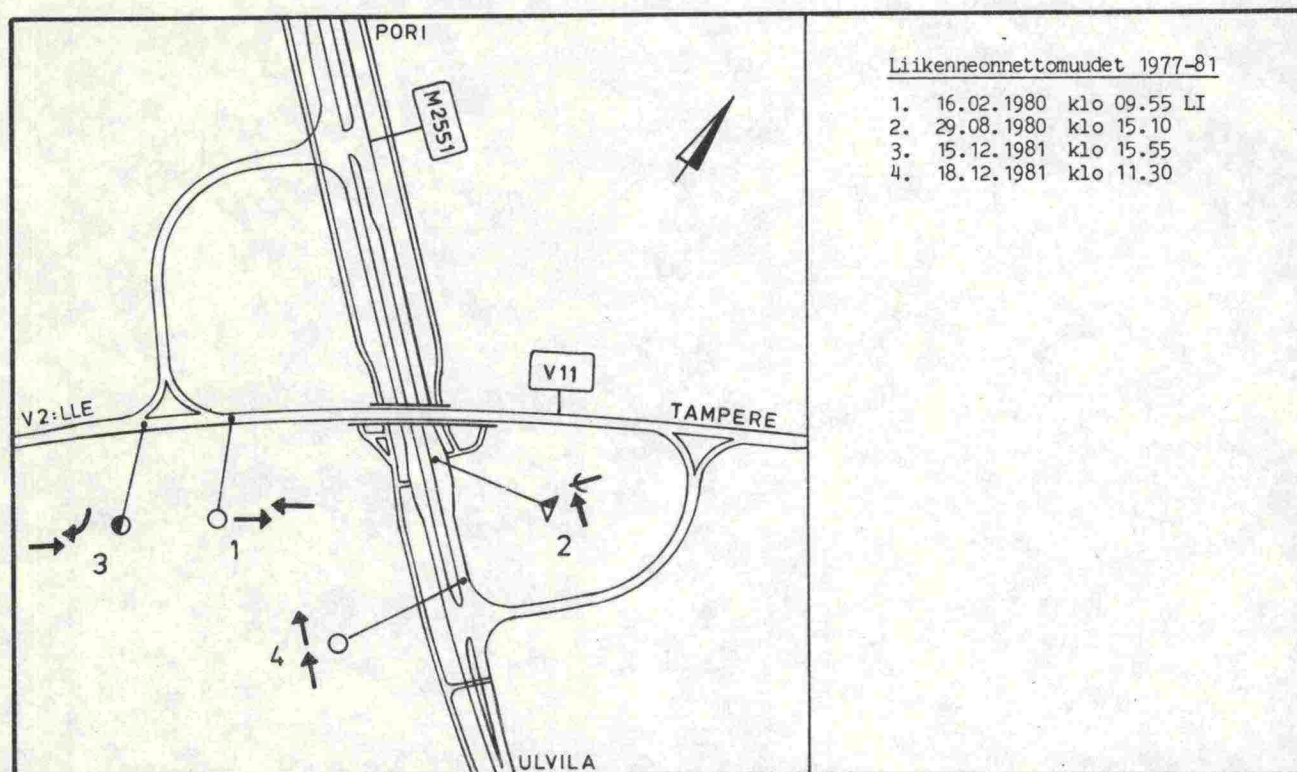 PORI
M2551
V11
V2:LLE
TAMPERE
3
1
2
4
ULVILA
Liikenneonnettomuudet 1977-81
1. 16.02.1980 klo 09.55 LI
2. 29.08.1980 klo 15.10
3. 15.12.1981 klo 15.55
4. 18.12.1981 klo 11.30